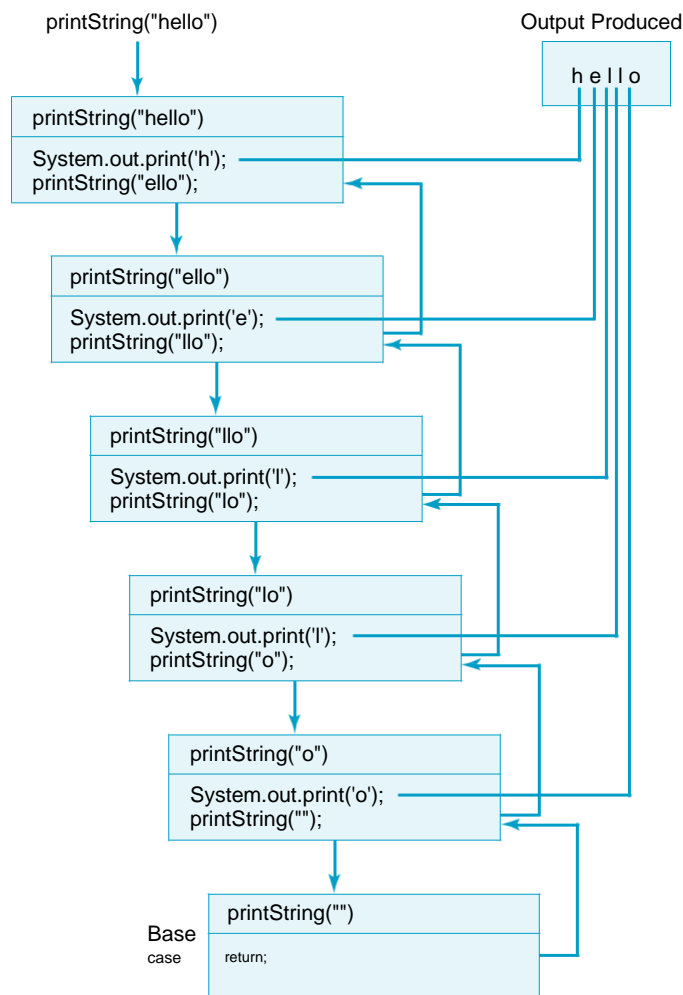 printString("hello")
Output Produced
h e l l o
printString("hello")
System.out.print('h');
printString("ello");
printString("ello")
System.out.print('e');
printString("llo");
printString("llo")
System.out.print('l');
printString("lo");
printString("lo")
System.out.print('l');
printString("o");
printString("o")
System.out.print('o');
printString("");
printString("")
Base
case
return;